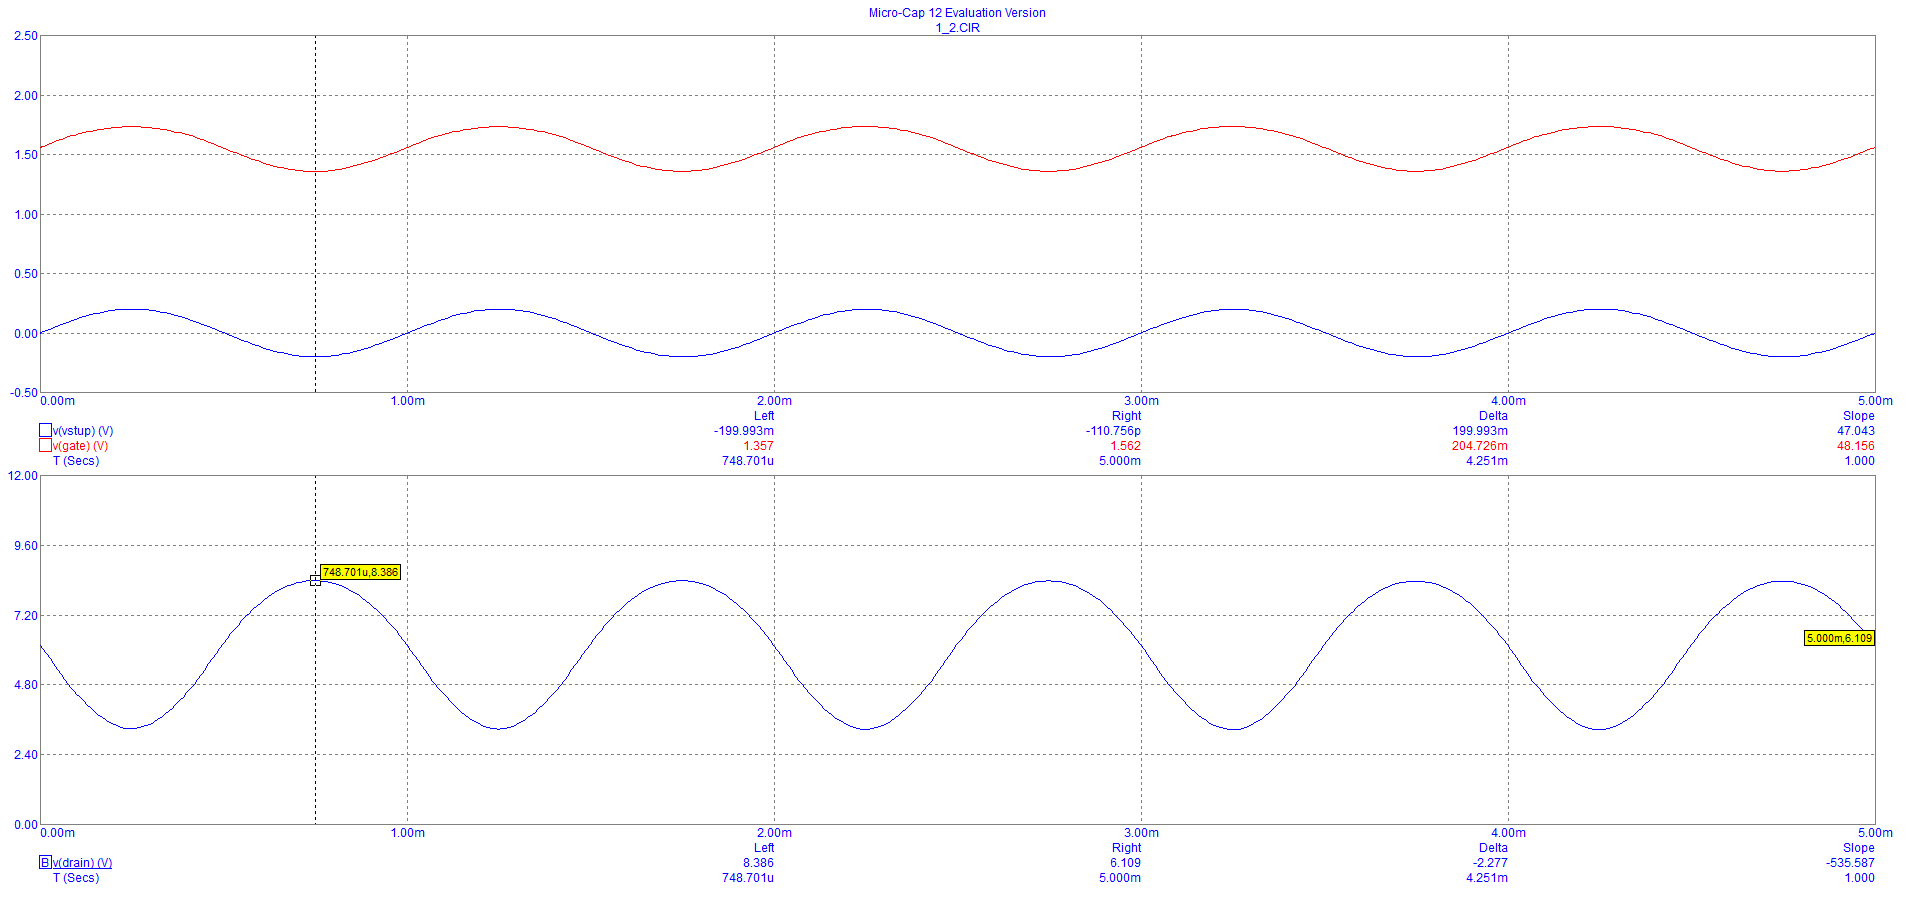 Micro-Cap 12 Evaluation Version
1_2.CIR
2.50
2.00
1.50
1.00
0.50
0.00
-0.50
0.00m 1.00m 2.00m 3.00m 4.00m 5.00m
Left Right Delta Slope
v(vstup) (V) -199.993m -110.756p 199.993m 47.043
v(gate) (V) 1.357 1.562 204.726m 48.156
T (Secs) 748.701u 5.000m 4.251m 1.000
12.00
9.60
748.701u,8.386
7.20
5.000m,6.109
4.80
2.40
0.00
0.00m 1.00m 2.00m 3.00m 4.00m 5.00m
Left Right Delta Slope
B v(drain) (V) 8.386 6.109 -2.277 -535.587
T (Secs) 748.701u 5.000m 4.251m 1.000